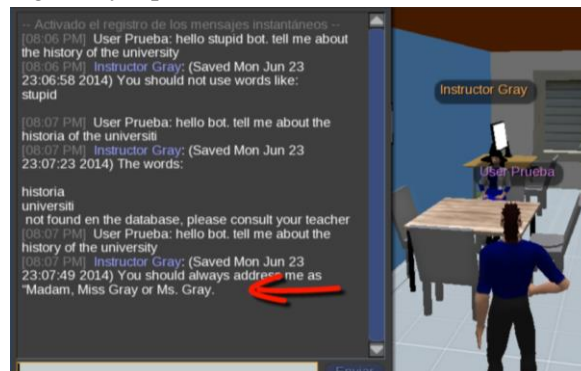 -- Activado el registro de los mensajes instantáneos --
[08:06 PM] User Prueba: hello stupid bot. tell me about
the history of the university
[08:06 PM] Instructor Gray: (Saved Mon Jun 23
23:06:58 2014) You should not use words like:
stupid
[08:07 PM] User Prueba: hello bot. tell me about the
historia of the universiti
[08:07 PM] Instructor Gray: (Saved Mon Jun 23
23:07:23 2014) The words:
historia
universiti
not found en the database, please consult your teacher
[08:07 PM] User Prueba: hello bot. tell me about the
history of the university
[08:07 PM] Instructor Gray: (Saved Mon Jun 23
23:07:49 2014) You should always address me as
"Madam, Miss Gray or Ms. Gray.
Enviar
Instructor Gray
User Prueba